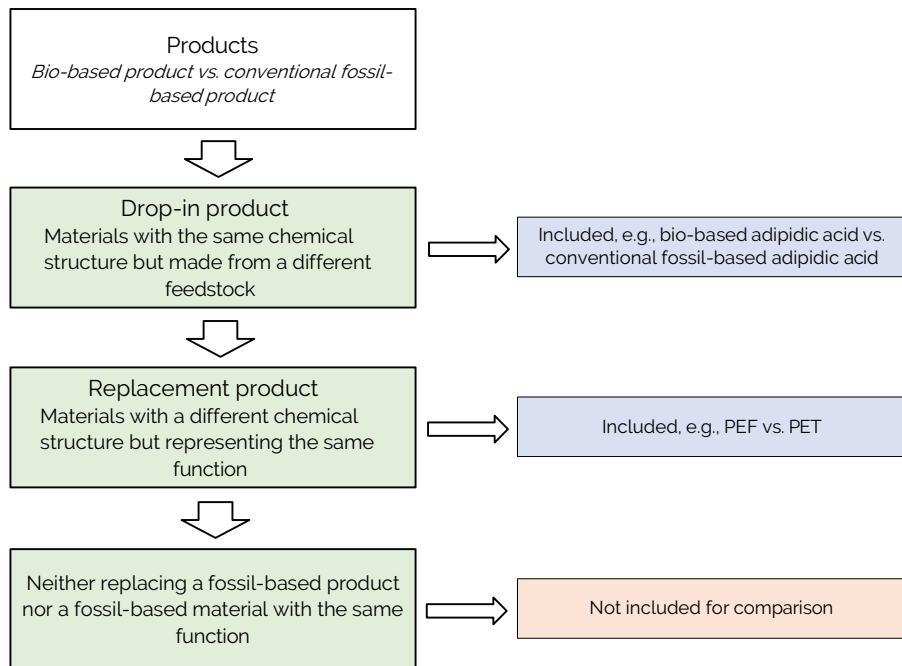 Products
Bio-based product vs. conventional fossil-
based product
Drop-in product
Materials with the same chemical
structure but made from a different
feedstock
Included, e.g., bio-based adipidic acid vs.
conventional fossil-based adipidic acid
Replacement product
Materials with a different chemical
structure but representing the same
function
Included, e.g., PEF vs. PET
Neither replacing a fossil-based product
nor a fossil-based material with the same
function
Not included for comparison